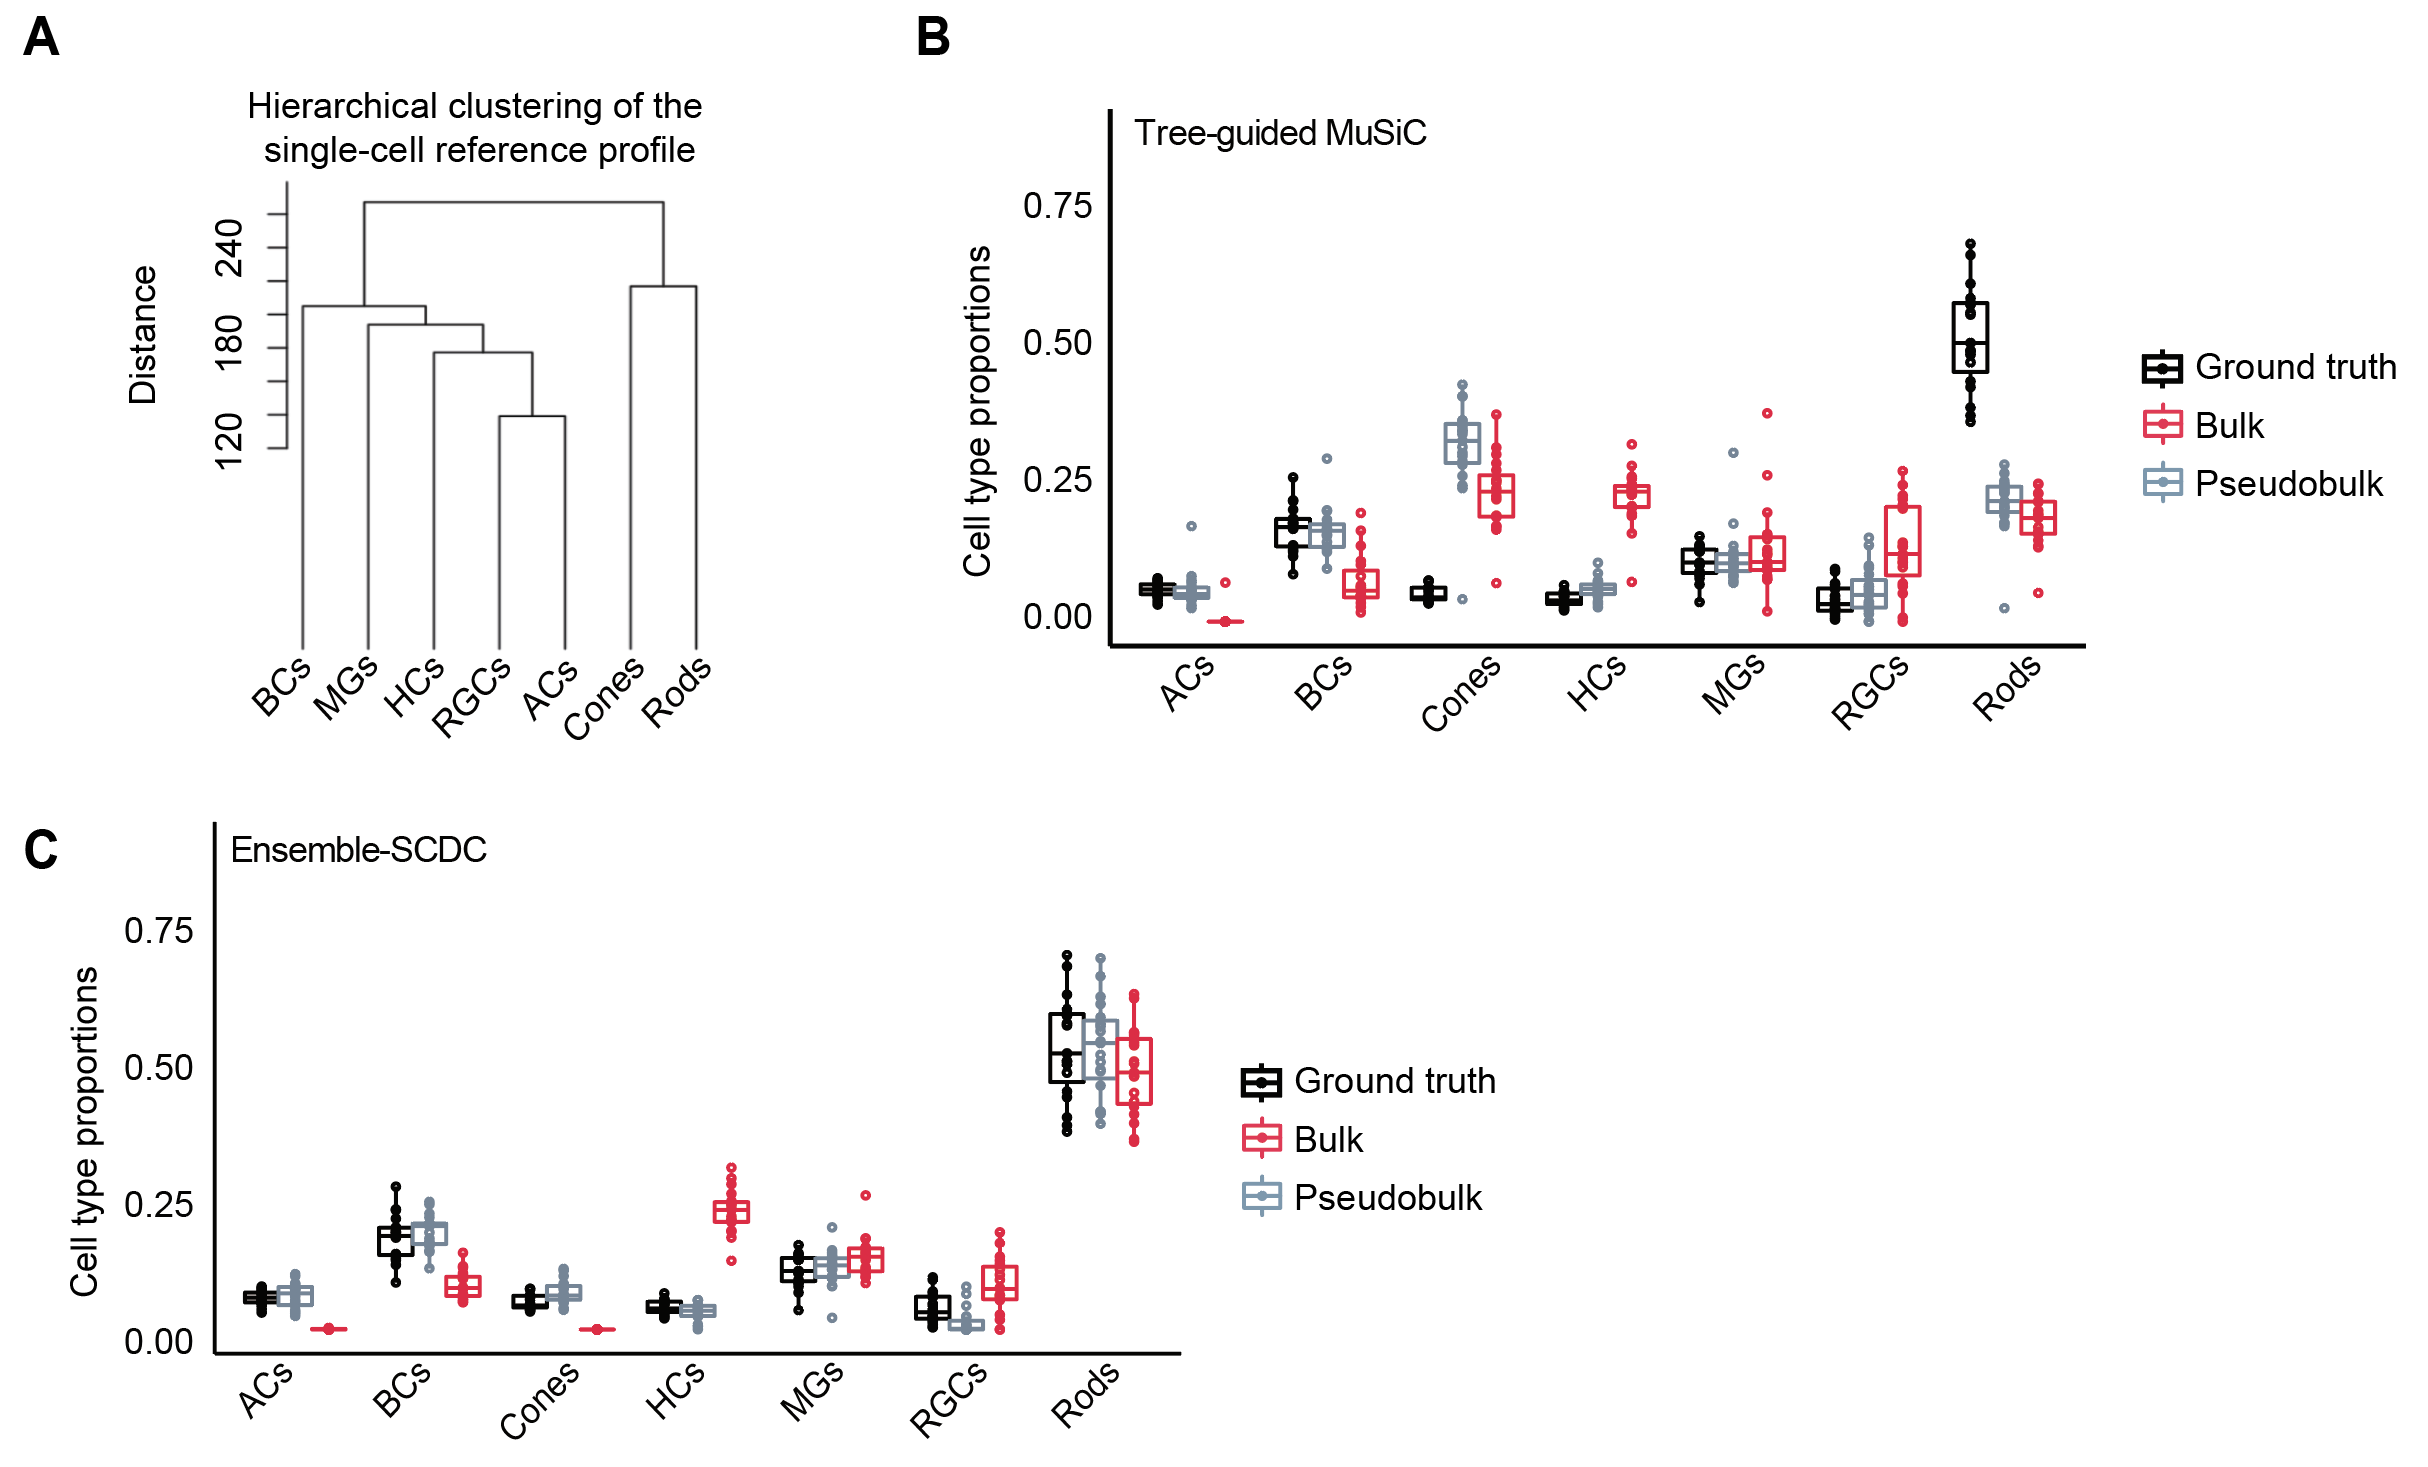 A
Hierarchical clustering of the
single-cell reference profile
Distance
240
180
120
BCs
MGs
HCs
RGCs
ACs
Cones
Rods
B
Tree-guided MuSiC
Cell type proportions
0.75
0.50
0.25
0.00
ACs
BCs
Cones
HCs
MGs
RGCs
Rods
Ground truth
Bulk
Pseudobulk
C
Ensemble-SCDC
Cell type proportions
0.75
0.50
0.25
0.00
ACs
BCs
Cones
HCs
MGs
RGCs
Rods
Ground truth
Bulk
Pseudobulk